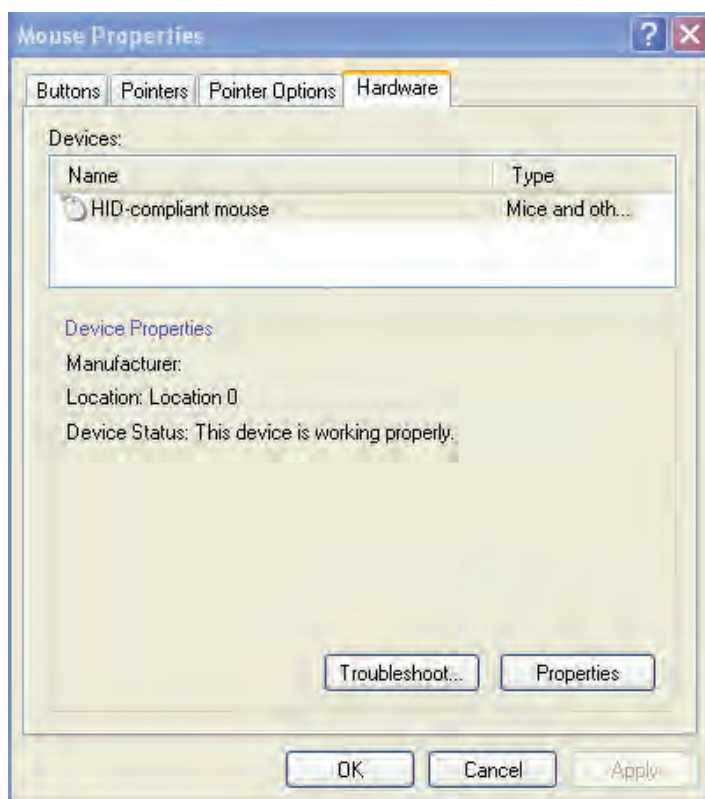 Mouse Properties
?
Buttons Pointers Pointer Options Hardware
Devices:
Name Type
HID-compliant mouse Mice and oth...
Device Properties
Manufacturer:
Location: Location 0
Device Status: This device is working properly.
Troubleshoot... Properties
OK Cancel Apply